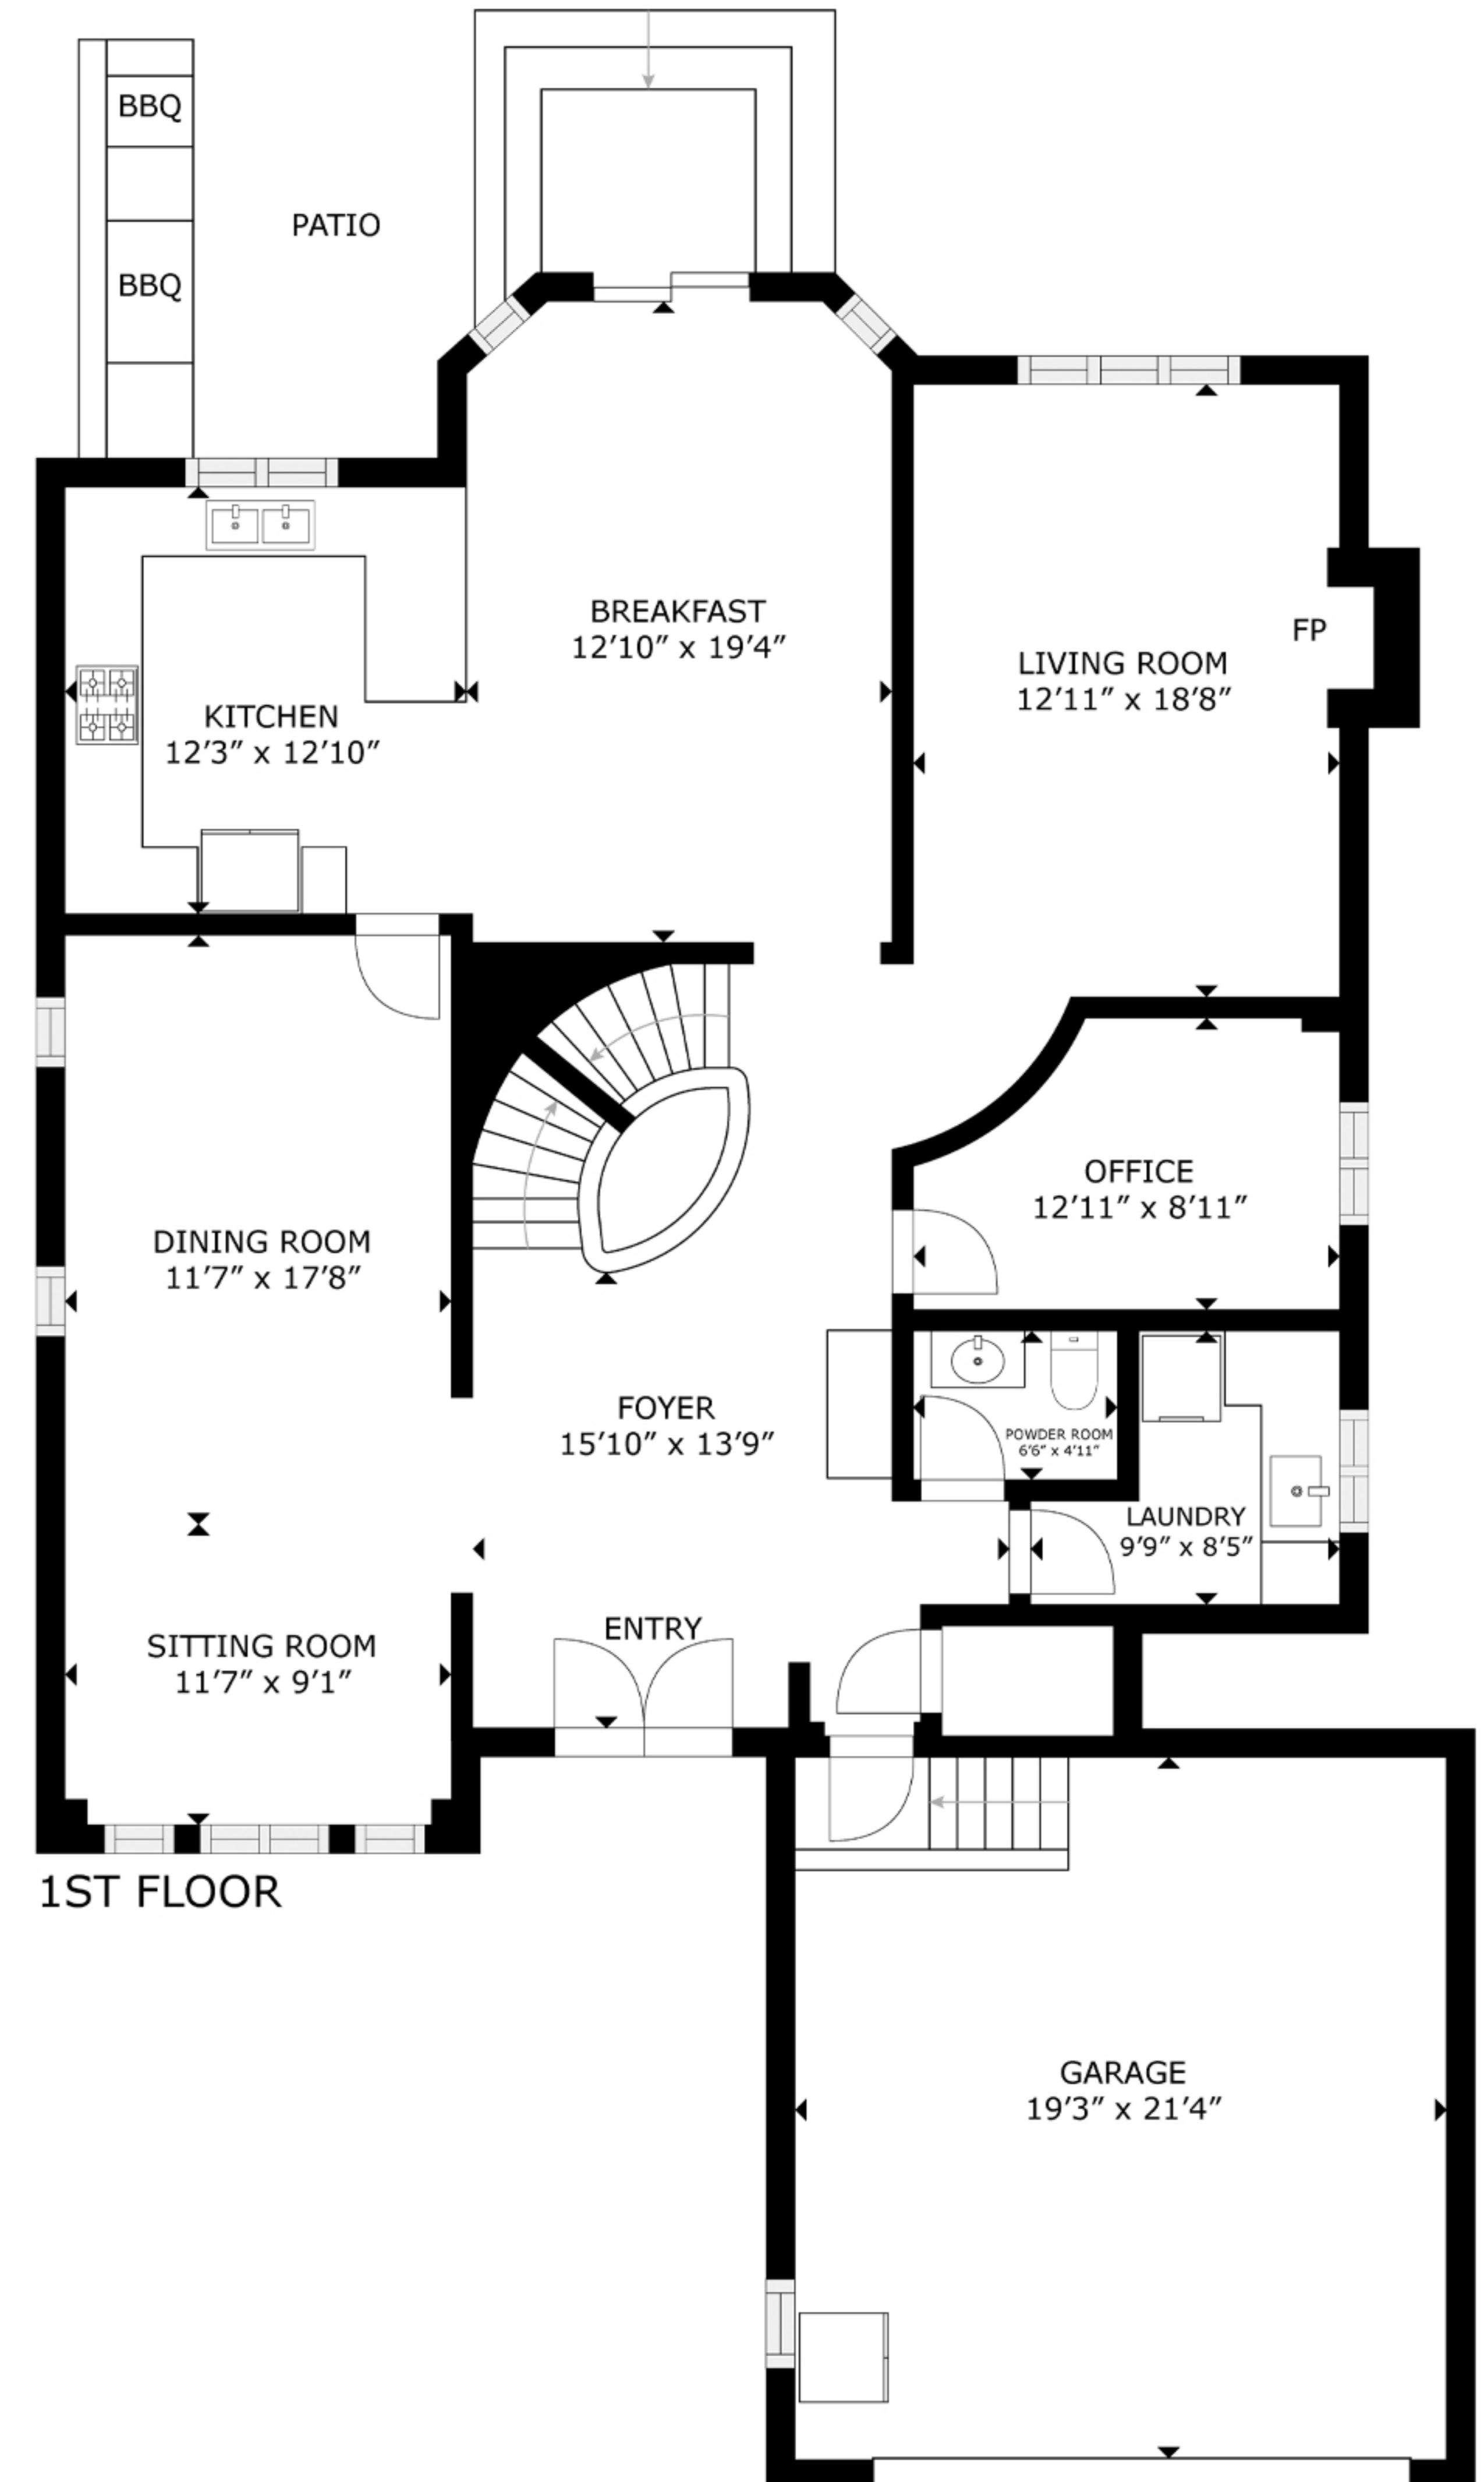 BBQ
PATIO
BBQ
BREAKFAST
12’10” x 19’4”
FP
LIVING ROOM
12’11” x 18’8”
KITCHEN
12’3” x 12’10”
OFFICE
12’11” x 8’11”
DINING ROOM
11’7” x 17’8”
FOYER
15’10” x 13’9”
POWDER ROOM
6’6” x 4’11”
LAUNDRY
9’9” x 8’5”
ENTRY
SITTING ROOM
11’7” x 9’1”
1ST FLOOR
GARAGE
19’3” x 21’4”